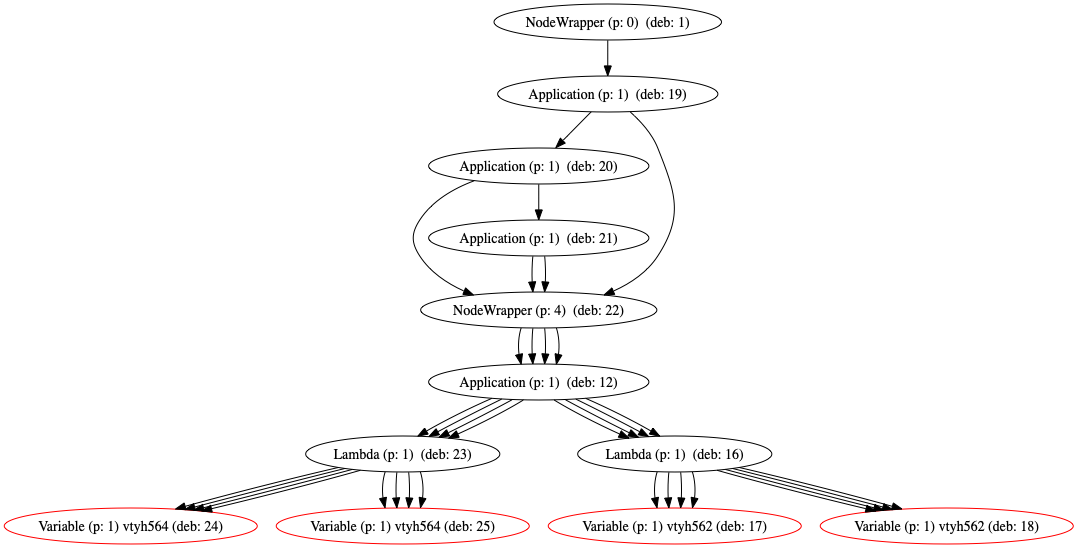 NodeWrapper (p: 0)  (deb: 1)
Application (p: 1)  (deb: 19)
Application (p: 1)  (deb: 20)
Application (p: 1)  (deb: 21)
NodeWrapper (p: 4)  (deb: 22)
Application (p: 1)  (deb: 12)
Lambda (p: 1)  (deb: 23)
Lambda (p: 1)  (deb: 16)
Variable (p: 1) vtyh564 (deb: 24)
Variable (p: 1) vtyh564 (deb: 25)
Variable (p: 1) vtyh562 (deb: 17)
Variable (p: 1) vtyh562 (deb: 18)